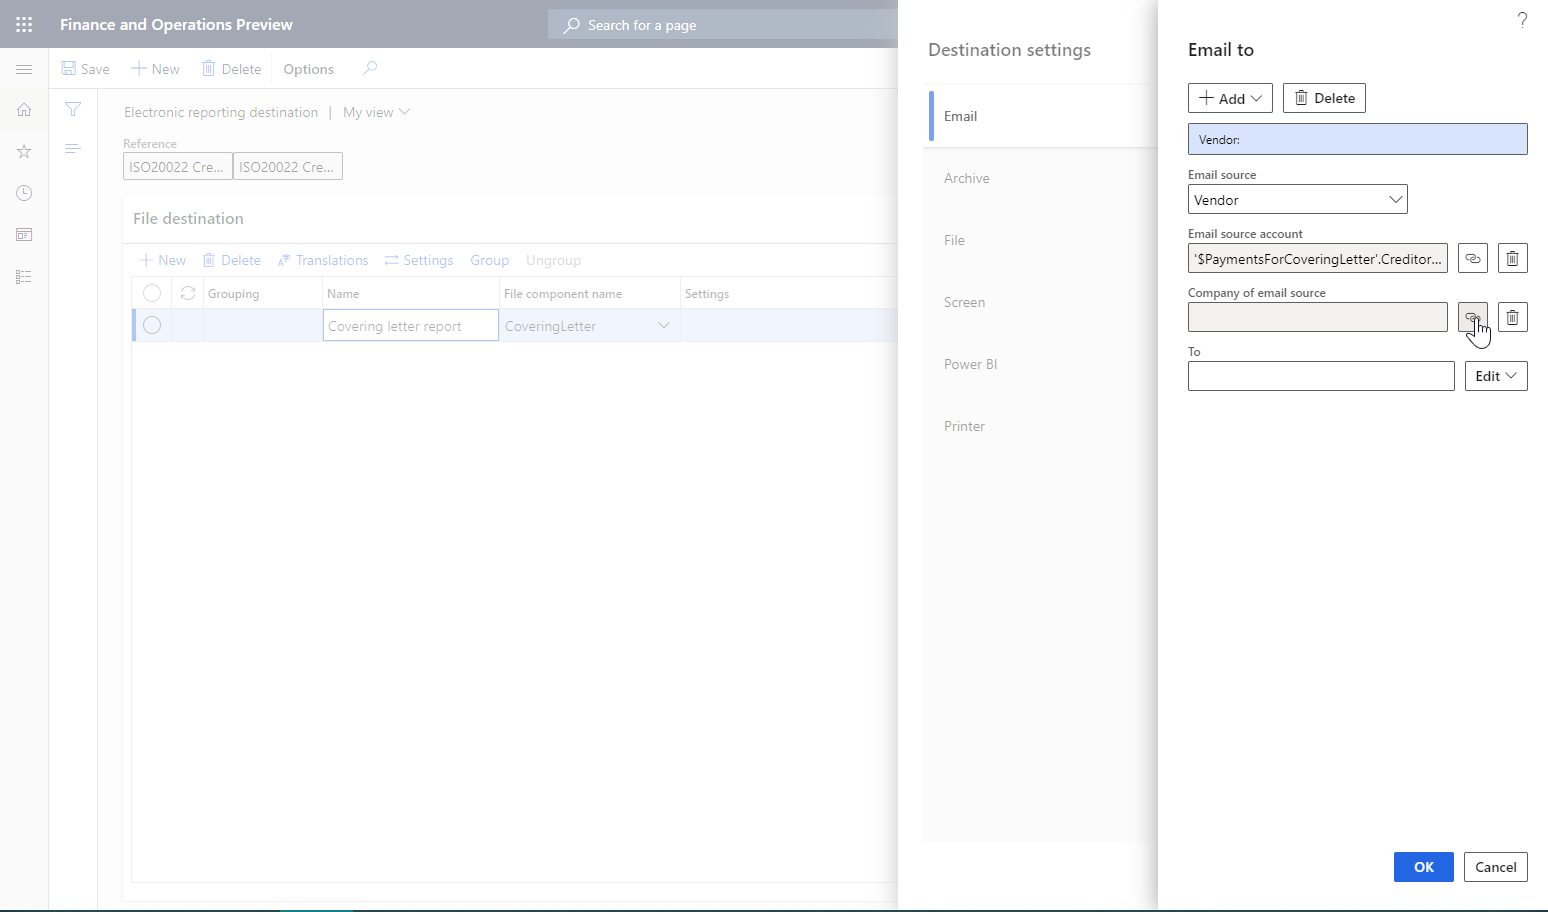 Finance and Operations Preview
Search for a page
Save
New
Delete
Options
Electronic reporting destination | My view
Reference
ISO20022 Cre... ISO20022 Cre...
File destination
New
Delete
Translations
Settings
Group
Ungroup
Grouping
Name
File component name
Settings
Covering letter report
CoveringLetter
Destination settings
Email
Archive
File
Screen
Power BI
Printer
?
Email to
Add
Delete
Vendor:
Email source
Vendor
Email source account
'$PaymentsForCoveringLetter'.Creditor...
Company of email source
To
Edit
OK
Cancel